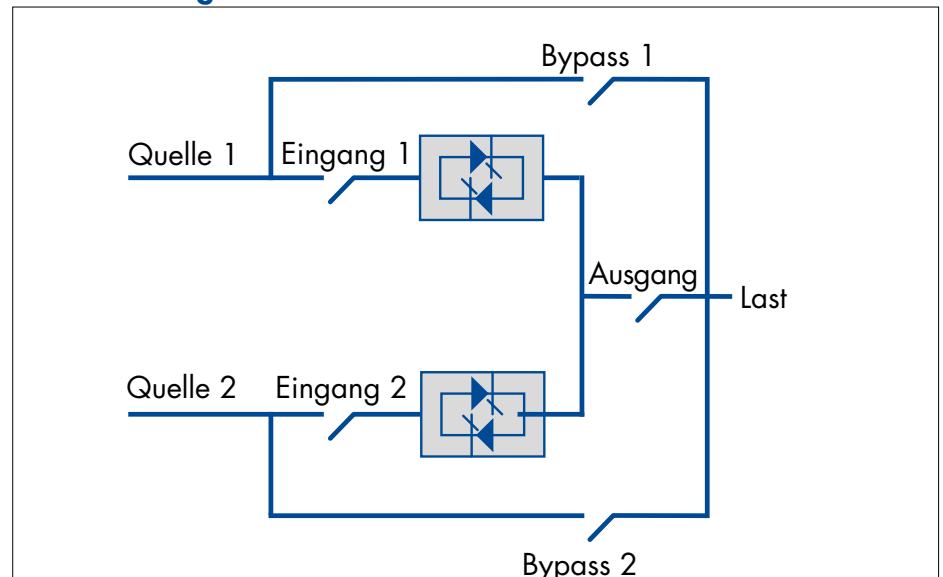 Bypass 1
Quelle 1
Eingang 1
Ausgang
Last
Quelle 2
Eingang 2
Bypass 2